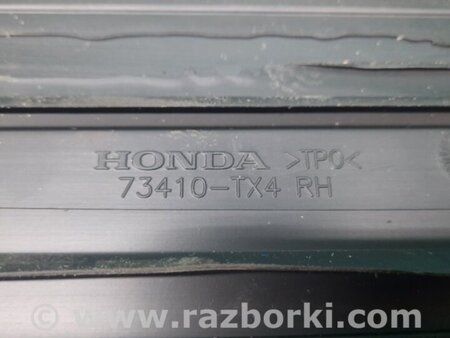 HONDA >TPO<
73410-TX4 RH
© www.razborki.com